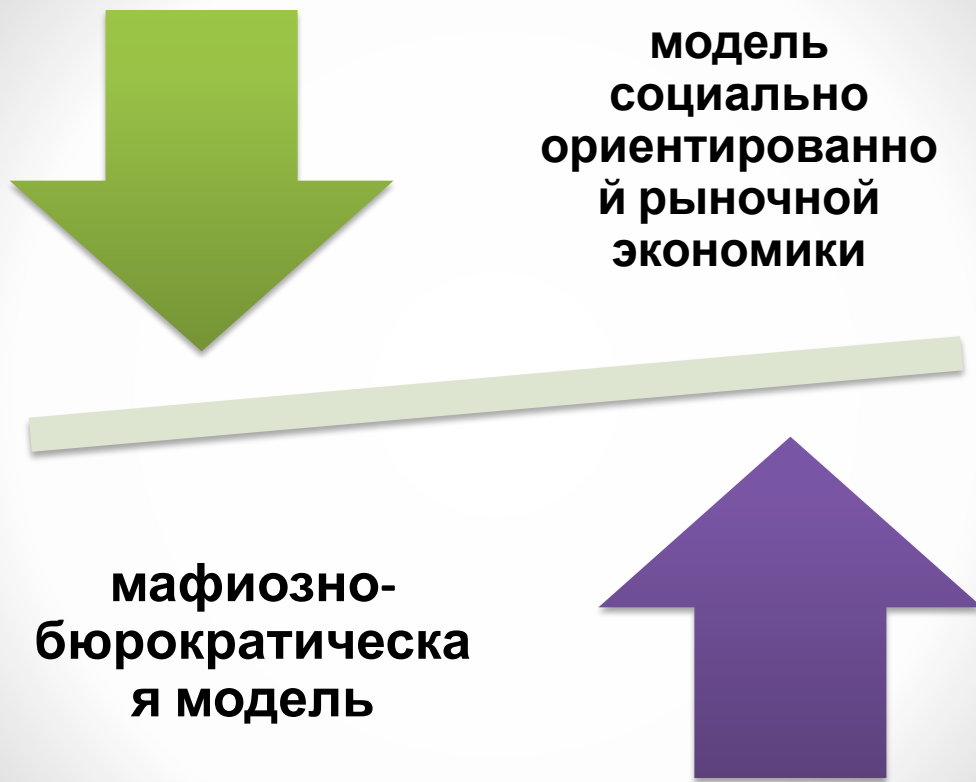 модель
социально
ориентированно
й рыночной
экономики
мафиозно-
бюрократическа
я модель